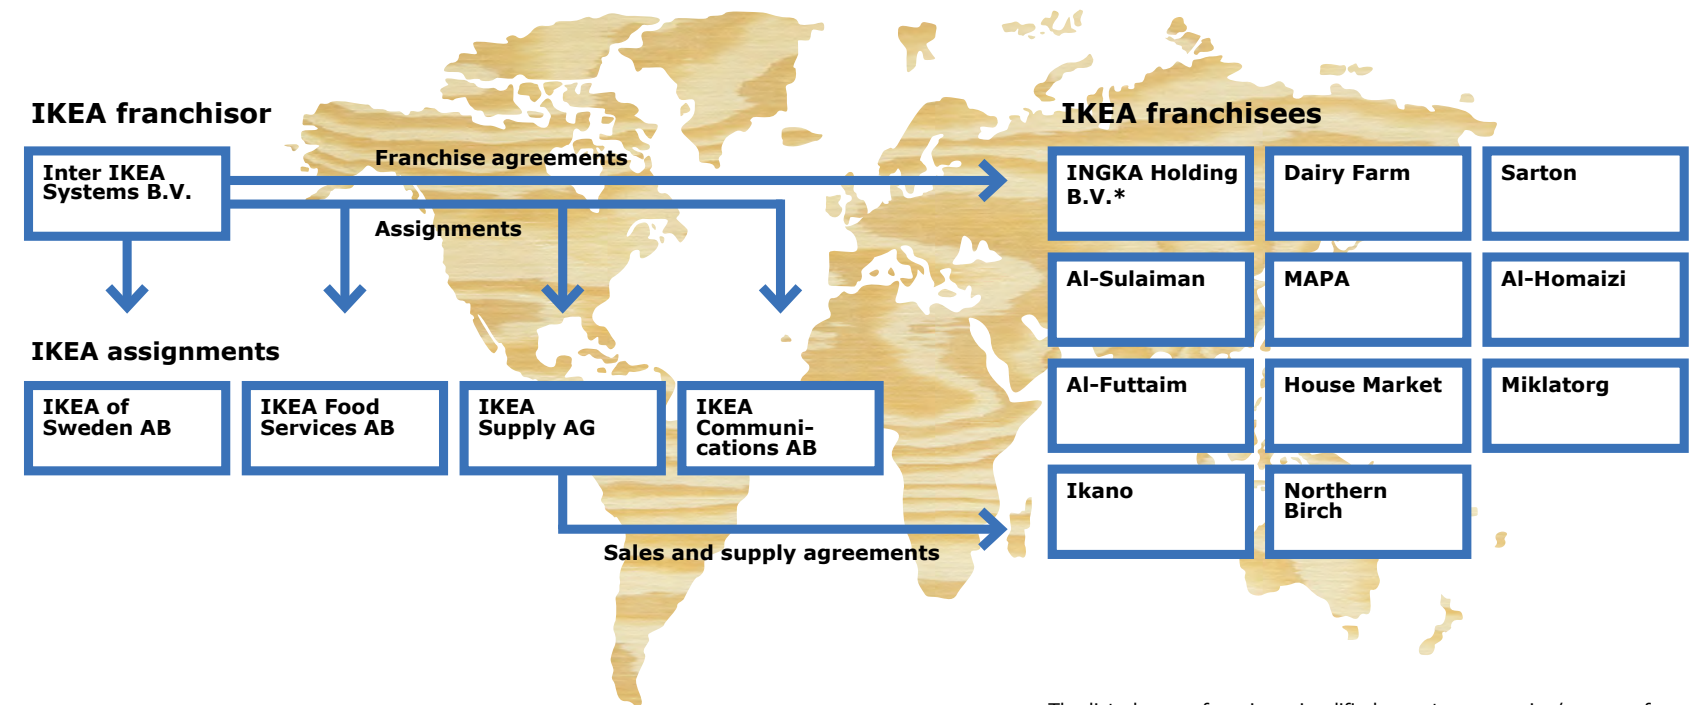 IKEA franchisor
Inter IKEA
Systems B.V.
Franchise agreements
Assignments
IKEA assignments
IKEA of
Sweden AB
IKEA Food
Services AB
IKEA
Supply AG
IKEA
Communi-
cations AB
Sales and supply agreements
IKEA franchisees
INGKA Holding
B.V.*
Dairy Farm
Sarton
Al-Sulaiman
MAPA
Al-Homaizi
Al-Futtaim
House Market
Miklatorg
Ikano
Northern
Birch